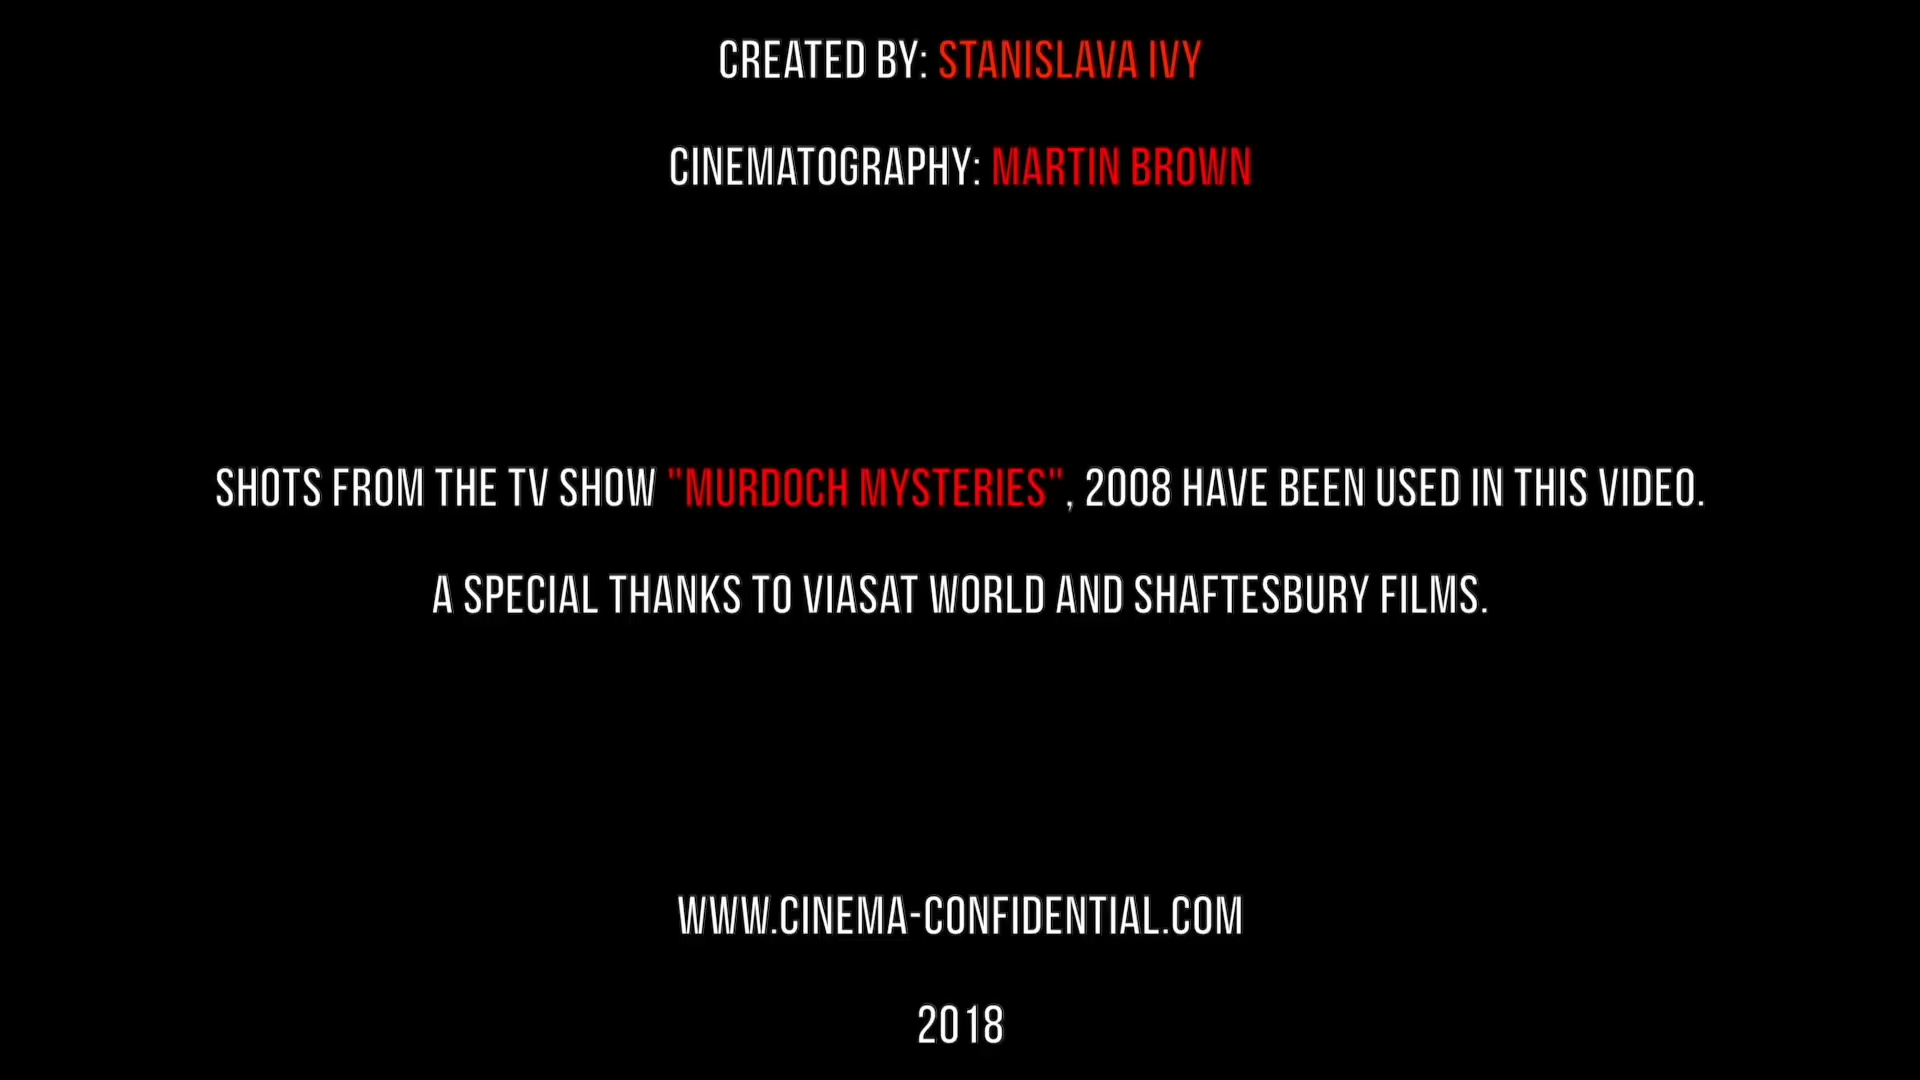 CREATED BY: STANISLAVA IVY
CINEMATOGRAPHY: MARTIN BROWN
SHOTS FROM THE TV SHOW "MURDOCH MYSTERIES", 2008 HAVE BEEN USED IN THIS VIDEO.
A SPECIAL THANKS TO VIASAT WORLD AND SHAFTESBURY FILMS.
WWW.CINEMA-CONFIDENTIAL.COM
2018